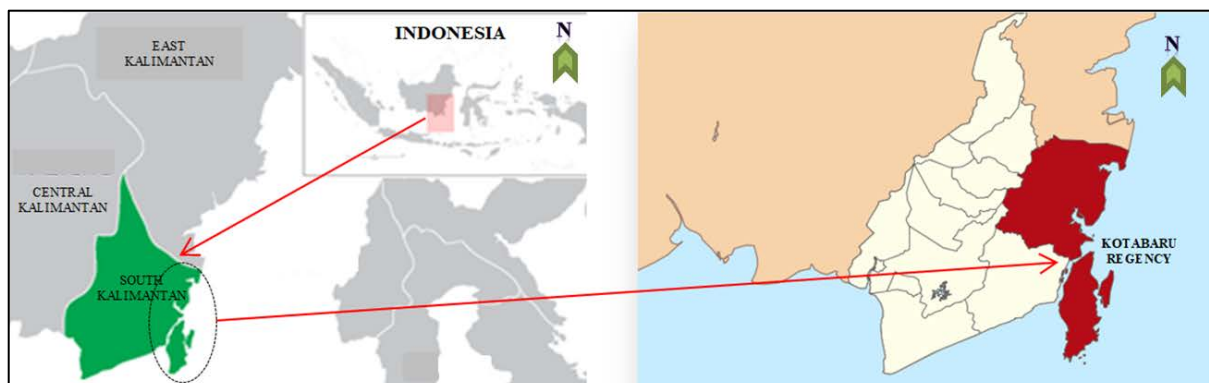 EAST
KALIMANTAN
INDONESIA
N
CENTRAL
KALIMANTAN
SOUTH
KALIMANTAN
N
KOTABARU
REGENCY